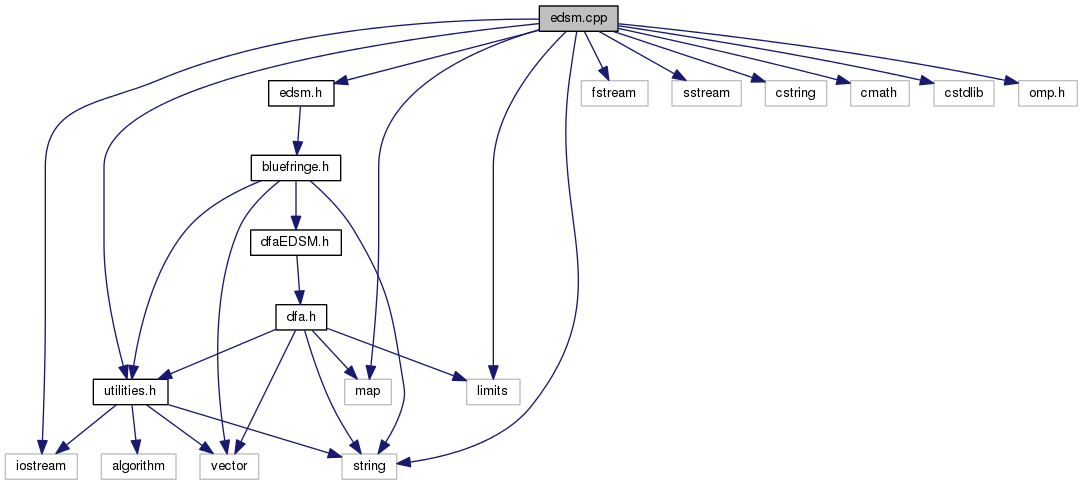 edsm.cpp
edsm.h
fstream
sstream
cstring
cmath
cstdlib
omp.h
bluefringe.h
dfaEDSM.h
dfa.h
utilities.h
map
limits
iostream
algorithm
vector
string